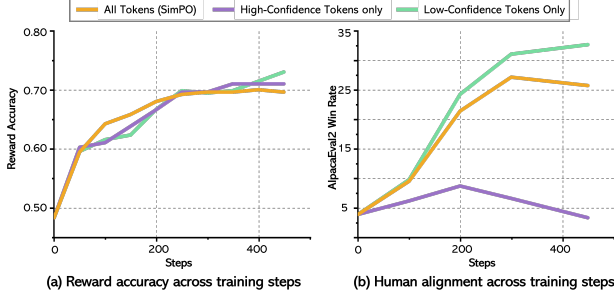 All Tokens (SimPO) High-Confidence Tokens only Low-Confidence Tokens Only
0.80
0.70
0.60
0.50
Reward Accuracy
0 200 400
Steps
(a) Reward accuracy across training steps
35
25
15
5
AlpacaEval2 Win Rate
0 200 400
Steps
(b) Human alignment across training steps